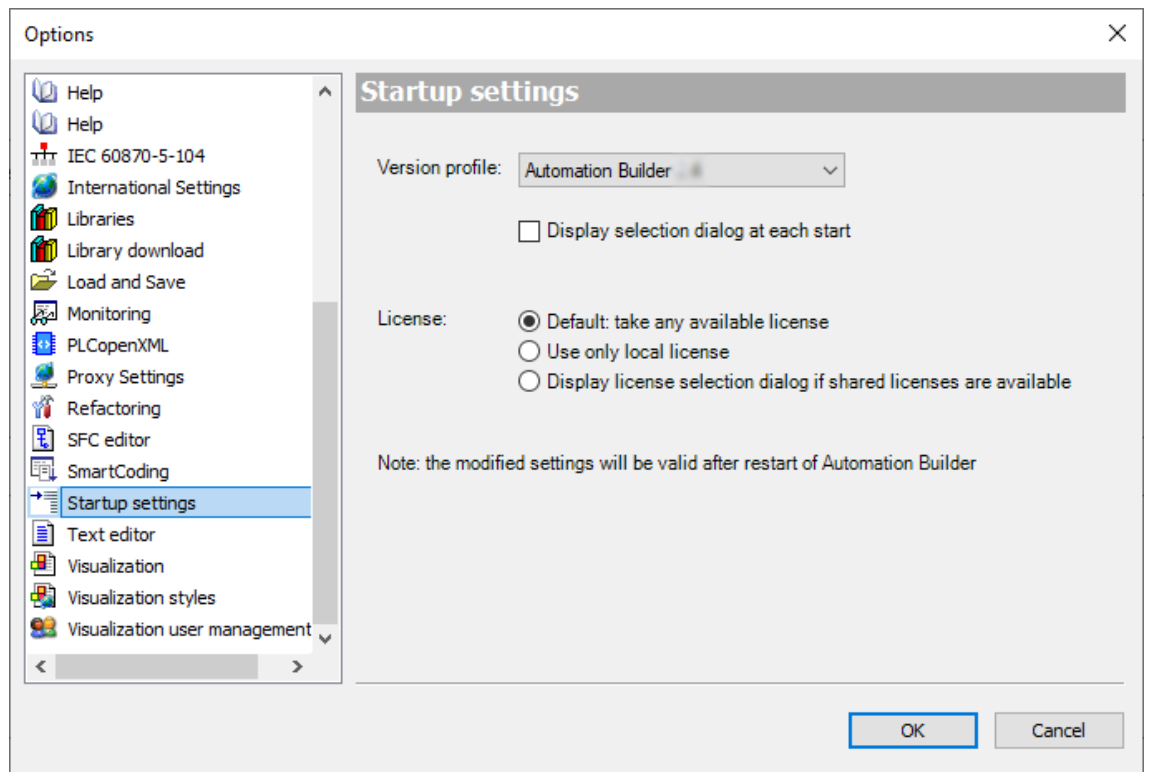 Options
Help
Help
IEC 60870-5-104
International Settings
Libraries
Library download
Load and Save
Monitoring
PLCopenXML
Proxy Settings
Refactoring
SFC editor
SmartCoding
Startup settings
Text editor
Visualization
Visualization styles
Visualization user management
Startup settings
Version profile: Automation Builder
Display selection dialog at each start
License: Default: take any available license
Use only local license
Display license selection dialog if shared licenses are available
Note: the modified settings will be valid after restart of Automation Builder
OK Cancel